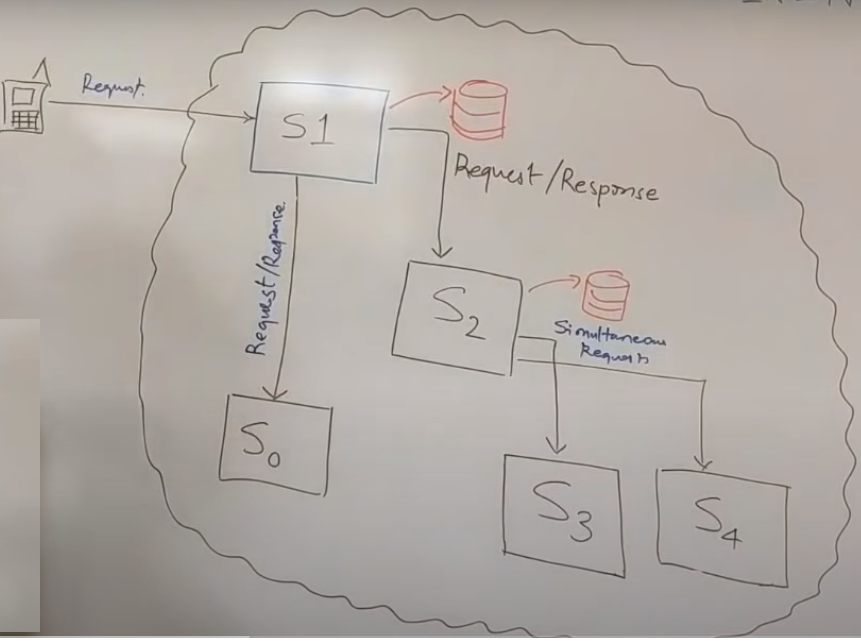 Request.
S1
Request/Response
Request/Response
S2
Simultaneous
Requests
S0
S3
S4